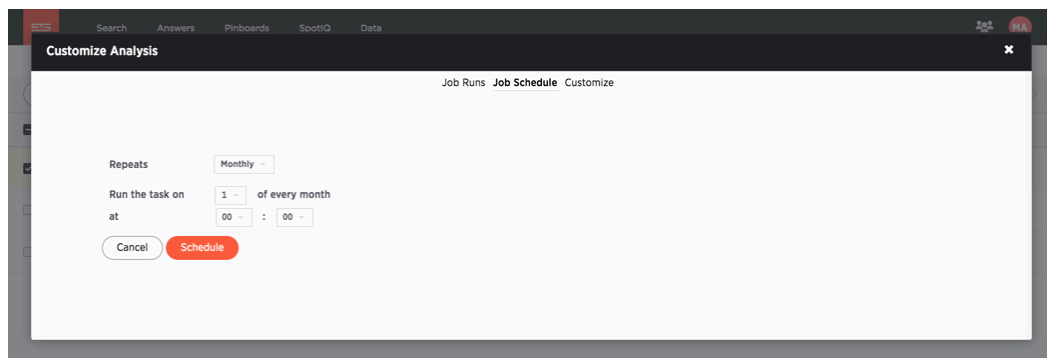 Search Answers Pinboards SpotIQ Data MA
Customize Analysis
Job Runs Job Schedule Customize
Repeats Monthly
Run the task on 1 of every month
at 00 : 00
Cancel Schedule